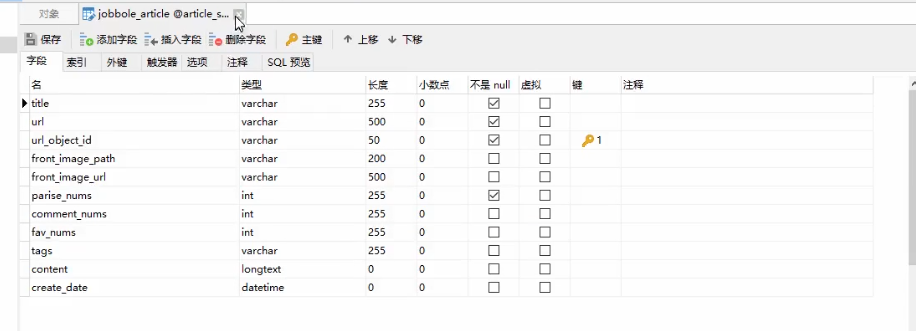 对象 jobbole_article @article_s...
保存 添加字段 插入字段 删除字段 主键 上移 下移
字段 索引 外键 触发器 选项 注释 SQL 预览
名 类型 长度 小数点 不是 null 虚拟 键 注释
title varchar 255 0
url varchar 500 0
url_object_id varchar 50 0 1
front_image_path varchar 200 0
front_image_url varchar 500 0
parise_nums int 255 0
comment_nums int 255 0
fav_nums int 255 0
tags varchar 255 0
content longtext 0 0
create_date datetime 0 0